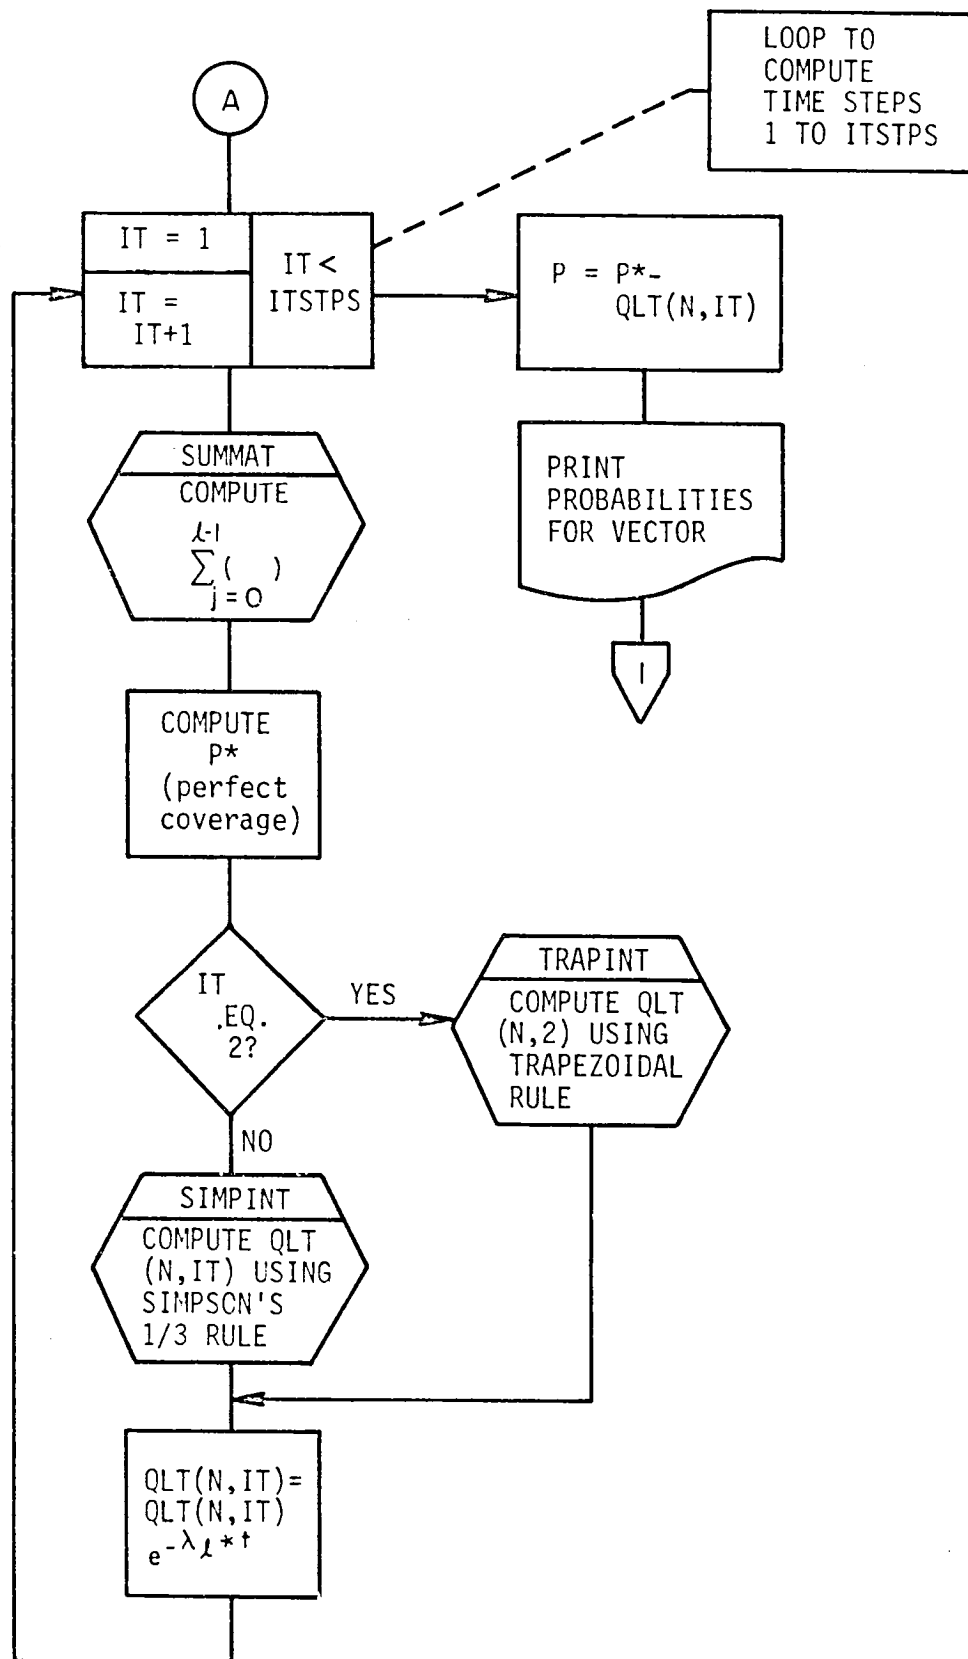 LOOP TO
COMPUTE
TIME STEPS
1 TO ITSTPS
A
IT = 1
IT =
IT+1
IT <
ITSTPS
P = P*-
QLT(N,IT)
SUMMAT
COMPUTE
ℓ-1
∑( )
j=0
PRINT
PROBABILITIES
FOR VECTOR
1
COMPUTE
P*
(perfect
coverage)
IT
.EQ.
2?
YES
TRAPINT
COMPUTE QLT
(N,2) USING
TRAPEZOIDAL
RULE
NO
SIMPINT
COMPUTE QLT
(N,IT) USING
SIMPSON'S
1/3 RULE
QLT(N,IT)=
QLT(N,IT)
e-λℓ*t